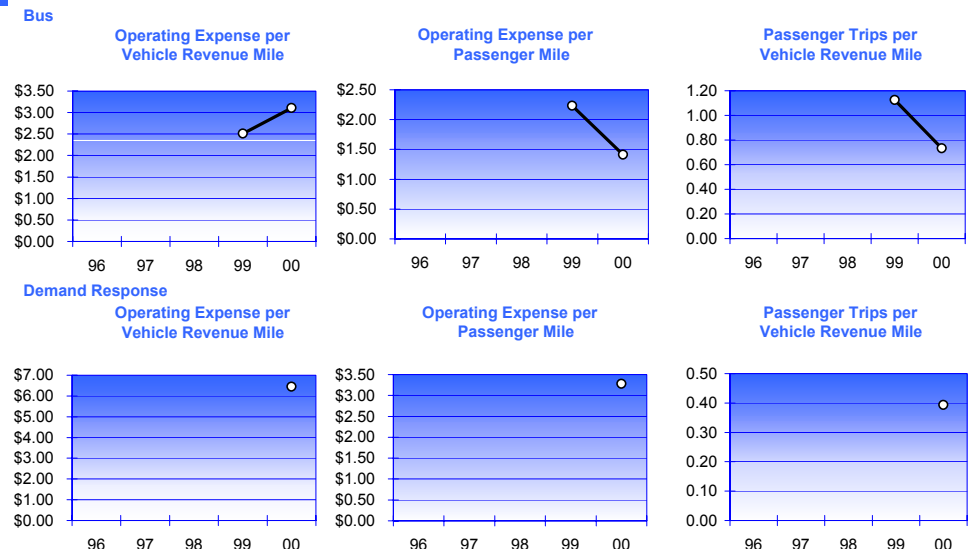 Bus
Operating Expense per
Vehicle Revenue Mile
$3.50
$3.00
$2.50
$2.00
$1.50
$1.00
$0.50
$0.00
96 97 98 99 00
Operating Expense per
Passenger Mile
$2.50
$2.00
$1.50
$1.00
$0.50
$0.00
96 97 98 99 00
Passenger Trips per
Vehicle Revenue Mile
1.20
1.00
0.80
0.60
0.40
0.20
0.00
96 97 98 99 00
Demand Response
Operating Expense per
Vehicle Revenue Mile
$7.00
$6.00
$5.00
$4.00
$3.00
$2.00
$1.00
$0.00
96 97 98 99 00
Operating Expense per
Passenger Mile
$3.50
$3.00
$2.50
$2.00
$1.50
$1.00
$0.50
$0.00
96 97 98 99 00
Passenger Trips per
Vehicle Revenue Mile
0.50
0.40
0.30
0.20
0.10
0.00
96 97 98 99 00